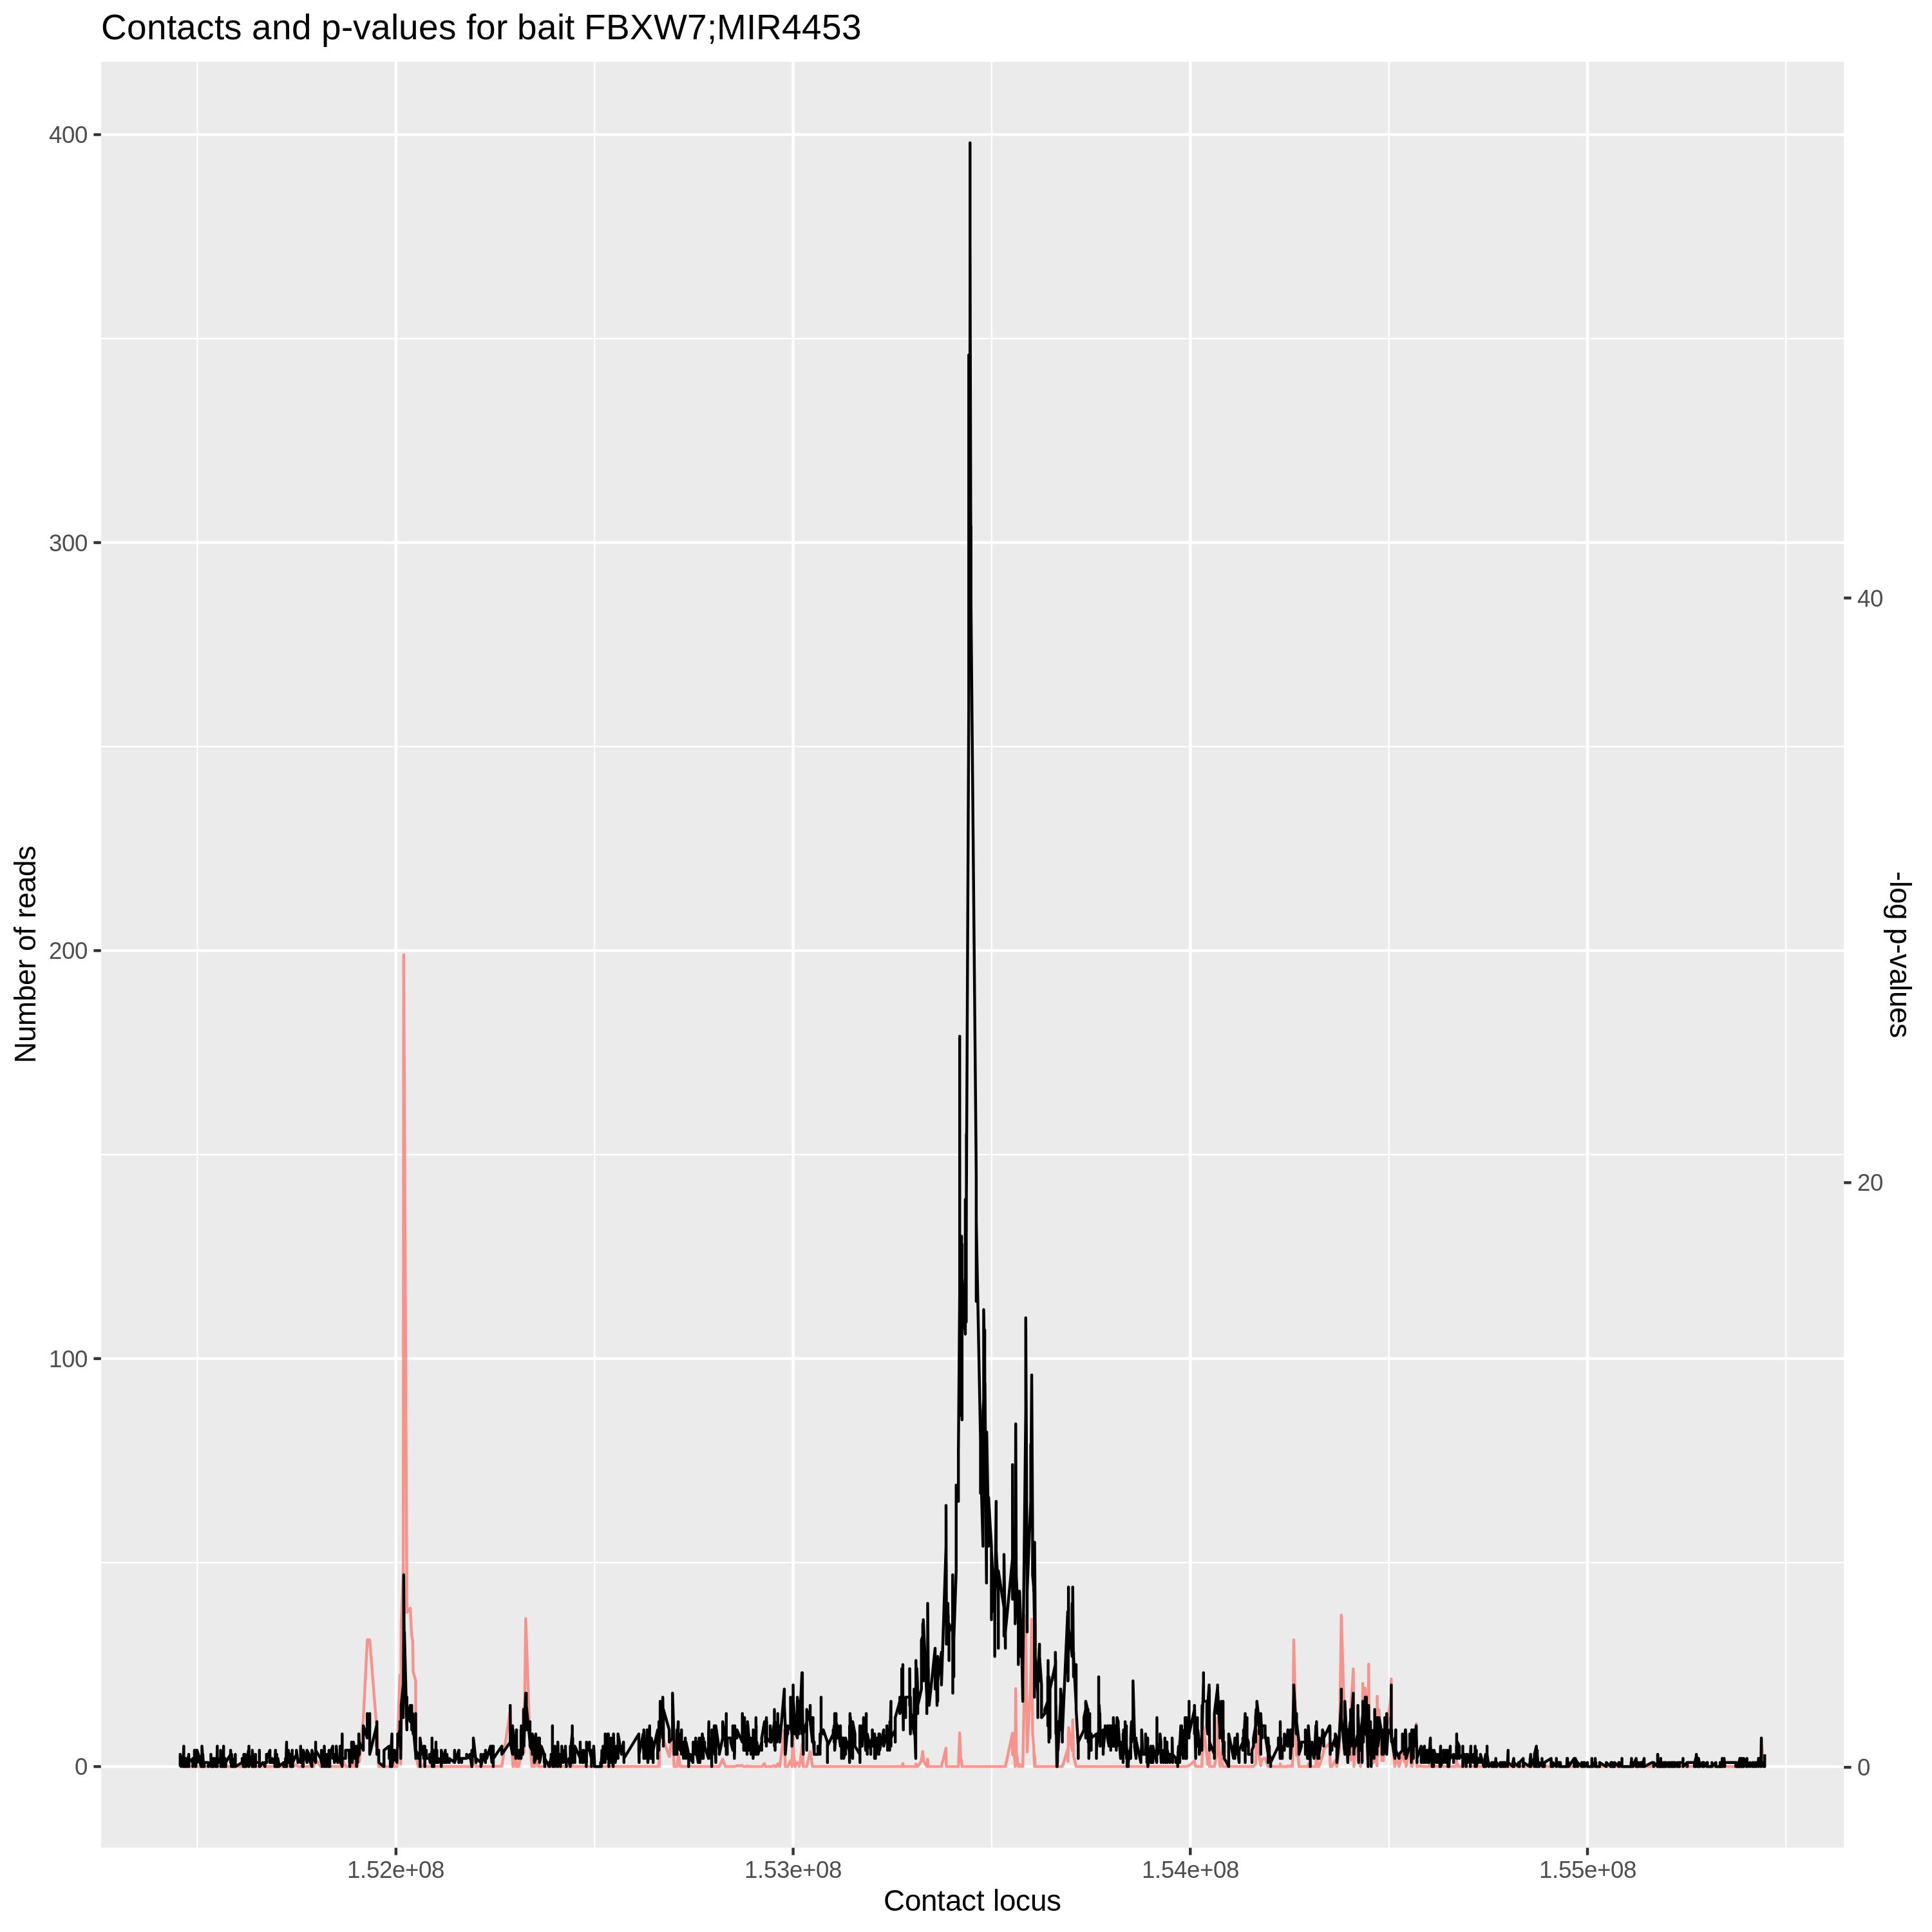 Contacts and p-values for bait FBXW7;MIR4453
400
300
200
100
0
Number of reads
40
20
0
-log p-values
1.52e+08
1.53e+08
1.54e+08
1.55e+08
Contact locus